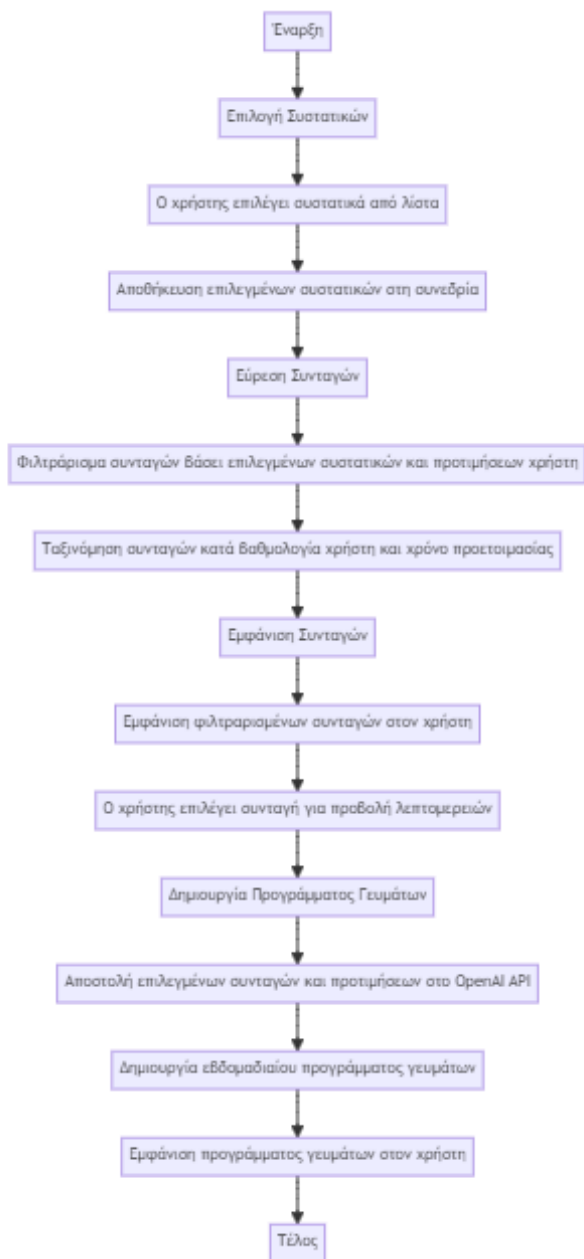 Έναρξη
Επιλογή Συστατικών
Ο χρήστης επιλέγει συστατικά από λίστα
Αποθήκευση επιλεγμένων συστατικών στη συνεδρία
Εύρεση Συνταγών
Φιλτράρισμα συνταγών βάσει επιλεγμένων συστατικών και προτιμήσεων χρήστη
Ταξινόμηση συνταγών κατά βαθμολογία χρήστη και χρόνο προετοιμασίας
Εμφάνιση Συνταγών
Εμφάνιση φιλτραρισμένων συνταγών στον χρήστη
Ο χρήστης επιλέγει συνταγή για προβολή λεπτομερειών
Δημιουργία Προγράμματος Γευμάτων
Αποστολή επιλεγμένων συνταγών και προτιμήσεων στο OpenAI API
Δημιουργία εβδομαδιαίου προγράμματος γευμάτων
Εμφάνιση προγράμματος γευμάτων στον χρήστη
Τέλος